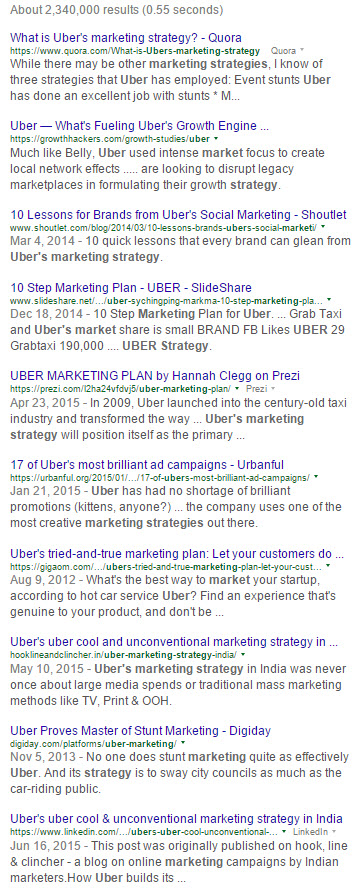 About 2,340,000 results (0.55 seconds)
What is Uber's marketing strategy? - Quora
https://www.quora.com/What-is-Ubers-marketing-strategy Quora
While there may be other marketing strategies, I know of
three strategies that Uber has employed: Event stunts Uber
has done an excellent job with stunts * M...
Uber — What's Fueling Uber's Growth Engine ...
https://growthhackers.com/growth-studies/uber
Much like Belly, Uber used intense market focus to create
local network effects ..... are looking to disrupt legacy
marketplaces in formulating their growth strategy.
10 Lessons for Brands from Uber's Social Marketing - Shoutlet
www.shoutlet.com/blog/2014/03/10-lessons-brands-ubers-social-marketi/
Mar 4, 2014 - 10 quick lessons that every brand can glean from
Uber's marketing strategy.
10 Step Marketing Plan - UBER - SlideShare
www.slideshare.net/.../uber-sychingping-markma-10-step-marketing-pla...
Dec 18, 2014 - 10 Step Marketing Plan for Uber. ... Grab Taxi
and Uber's market share is small BRAND FB Likes UBER 29
Grabtaxi 190,000 .... UBER Strategy.
UBER MARKETING PLAN by Hannah Clegg on Prezi
https://prezi.com/l2ha24vfdvj5/uber-marketing-plan/ Prezi
Apr 23, 2015 - In 2009, Uber launched into the century-old taxi
industry and transformed the way ... Uber's marketing
strategy will position itself as the primary ...
17 of Uber's most brilliant ad campaigns - Urbanful
https://urbanful.org/2015/01/.../17-of-ubers-most-brilliant-ad-campaigns/
Jan 21, 2015 - Uber has had no shortage of brilliant
promotions (kittens, anyone?) ... the company uses one of the
most creative marketing strategies out there.
Uber's tried-and-true marketing plan: Let your customers do ...
https://gigaom.com/.../ubers-tried-and-true-marketing-plan-let-your-cust...
Aug 9, 2012 - What's the best way to market your startup,
according to hot car service Uber? Find an experience that's
genuine to your product, and don't be ...
Uber's uber cool and unconventional marketing strategy in ...
hooklineandclincher.in/uber-marketing-strategy-india/
May 10, 2015 - Uber's marketing strategy in India was never
once about large media spends or traditional mass marketing
methods like TV, Print & OOH.
Uber Proves Master of Stunt Marketing - Digiday
digiday.com/platforms/uber-marketing/
Nov 5, 2013 - No one does stunt marketing quite as effectively
Uber. And its strategy is to sway city councils as much as the
car-riding public.
Uber's uber cool & unconventional marketing strategy in India
https://www.linkedin.com/.../ubers-uber-cool-unconventional-... LinkedIn
Jun 16, 2015 - This post was originally published on hook, line
& clincher - a blog on online marketing campaigns by Indian
marketers.How Uber builds its ...